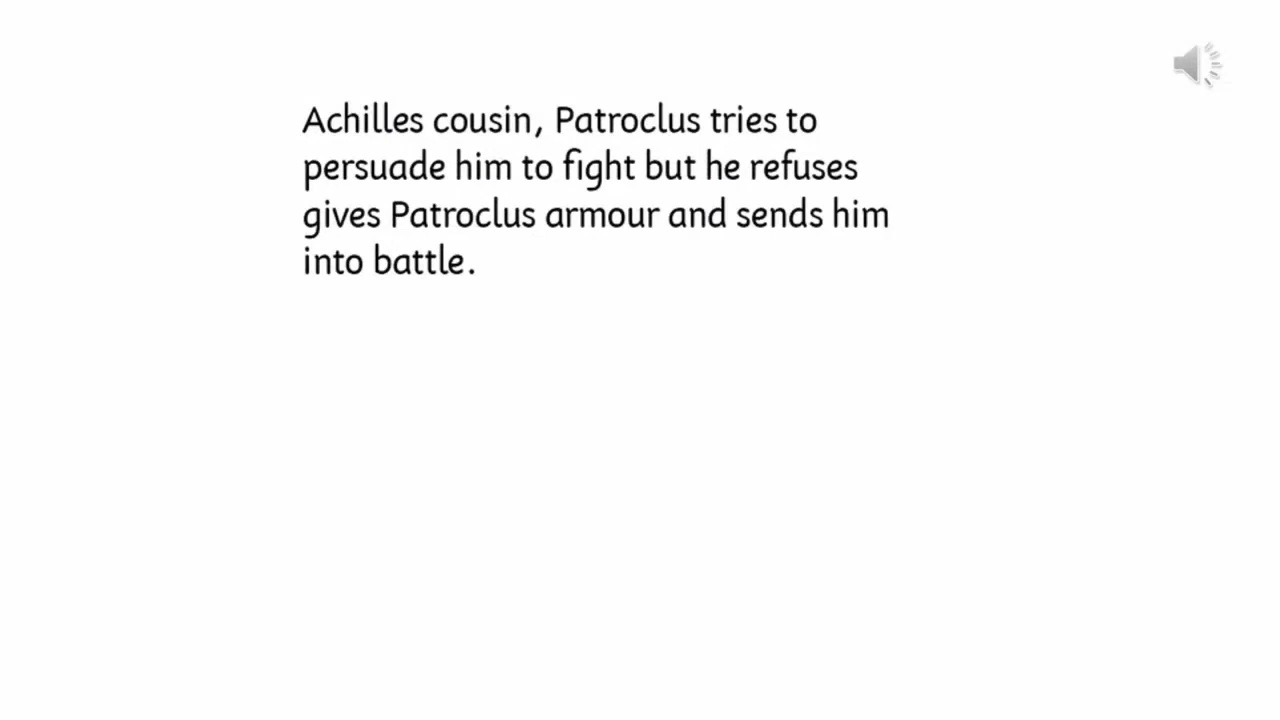 Achilles cousin, Patroclus tries to
persuade him to fight but he refuses
gives Patroclus armour and sends him
into battle.